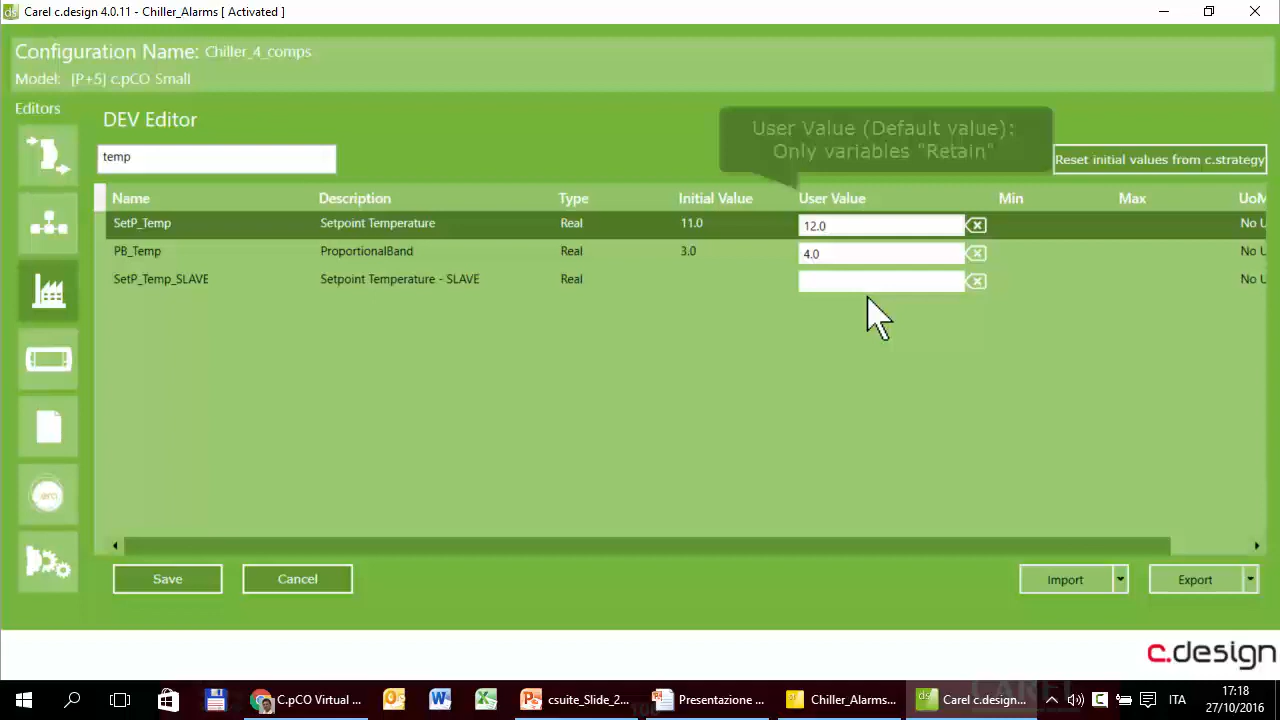 Carel c.design 4.0.11 - Chiller_Alarms [ Activated ]
Configuration Name: Chiller_4_comps
Model: [P+5] c.pCO Small
Editors
DEV Editor
User Value (Default value):
Only variables "Retain"
temp
Reset initial values from c.strategy
Name Description Type Initial Value User Value Min Max UoM
SetP_Temp Setpoint Temperature Real 11.0 12.0 No U
PB_Temp ProportionalBand Real 3.0 4.0 No U
SetP_Temp_SLAVE Setpoint Temperature - SLAVE Real No U
Save Cancel Import Export
c.design
C.pCO Virtual ... csuite_Slide_2... Presentazione ... Chiller_Alarms... Carel c.design... ITA 17:18
27/10/2016